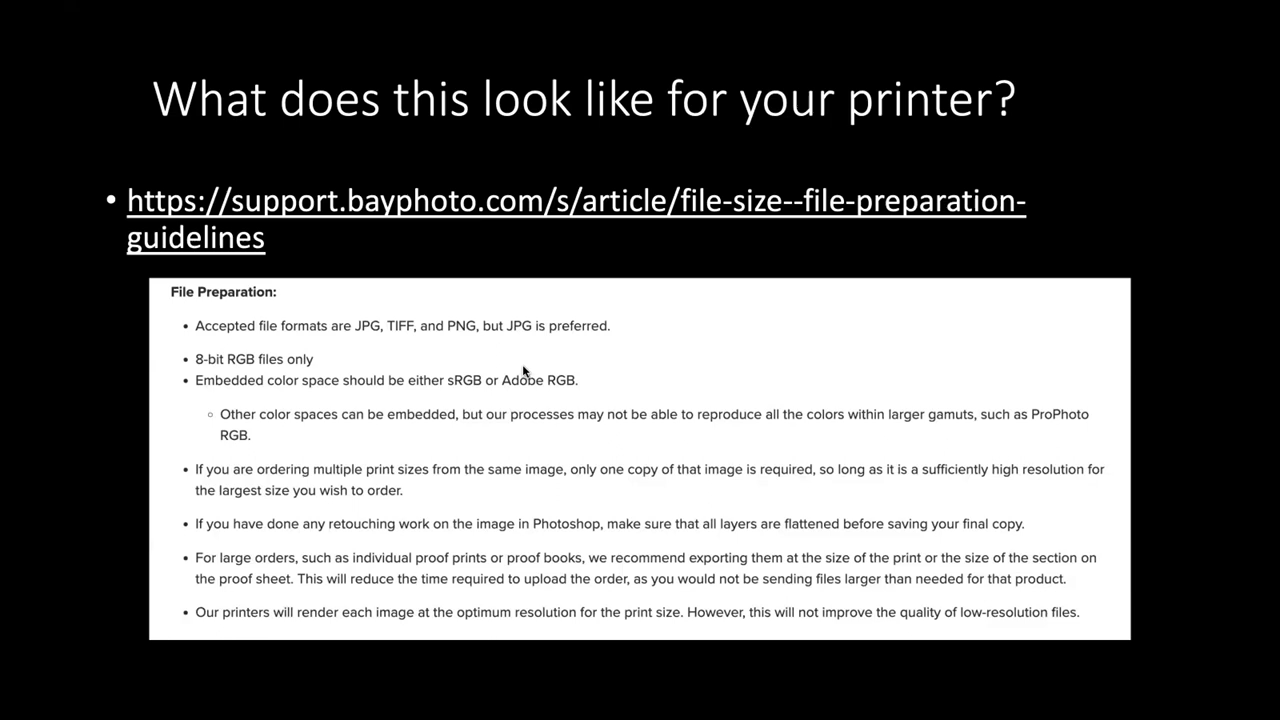 What does this look like for your printer?
• https://support.bayphoto.com/s/article/file-size--file-preparation-
guidelines
File Preparation:
• Accepted file formats are JPG, TIFF, and PNG, but JPG is preferred.
• 8-bit RGB files only
• Embedded color space should be either sRGB or Adobe RGB.
◦ Other color spaces can be embedded, but our processes may not be able to reproduce all the colors within larger gamuts, such as ProPhoto
RGB.
• If you are ordering multiple print sizes from the same image, only one copy of that image is required, so long as it is a sufficiently high resolution for
the largest size you wish to order.
• If you have done any retouching work on the image in Photoshop, make sure that all layers are flattened before saving your final copy.
• For large orders, such as individual proof prints or proof books, we recommend exporting them at the size of the print or the size of the section on
the proof sheet. This will reduce the time required to upload the order, as you would not be sending files larger than needed for that product.
• Our printers will render each image at the optimum resolution for the print size. However, this will not improve the quality of low-resolution files.